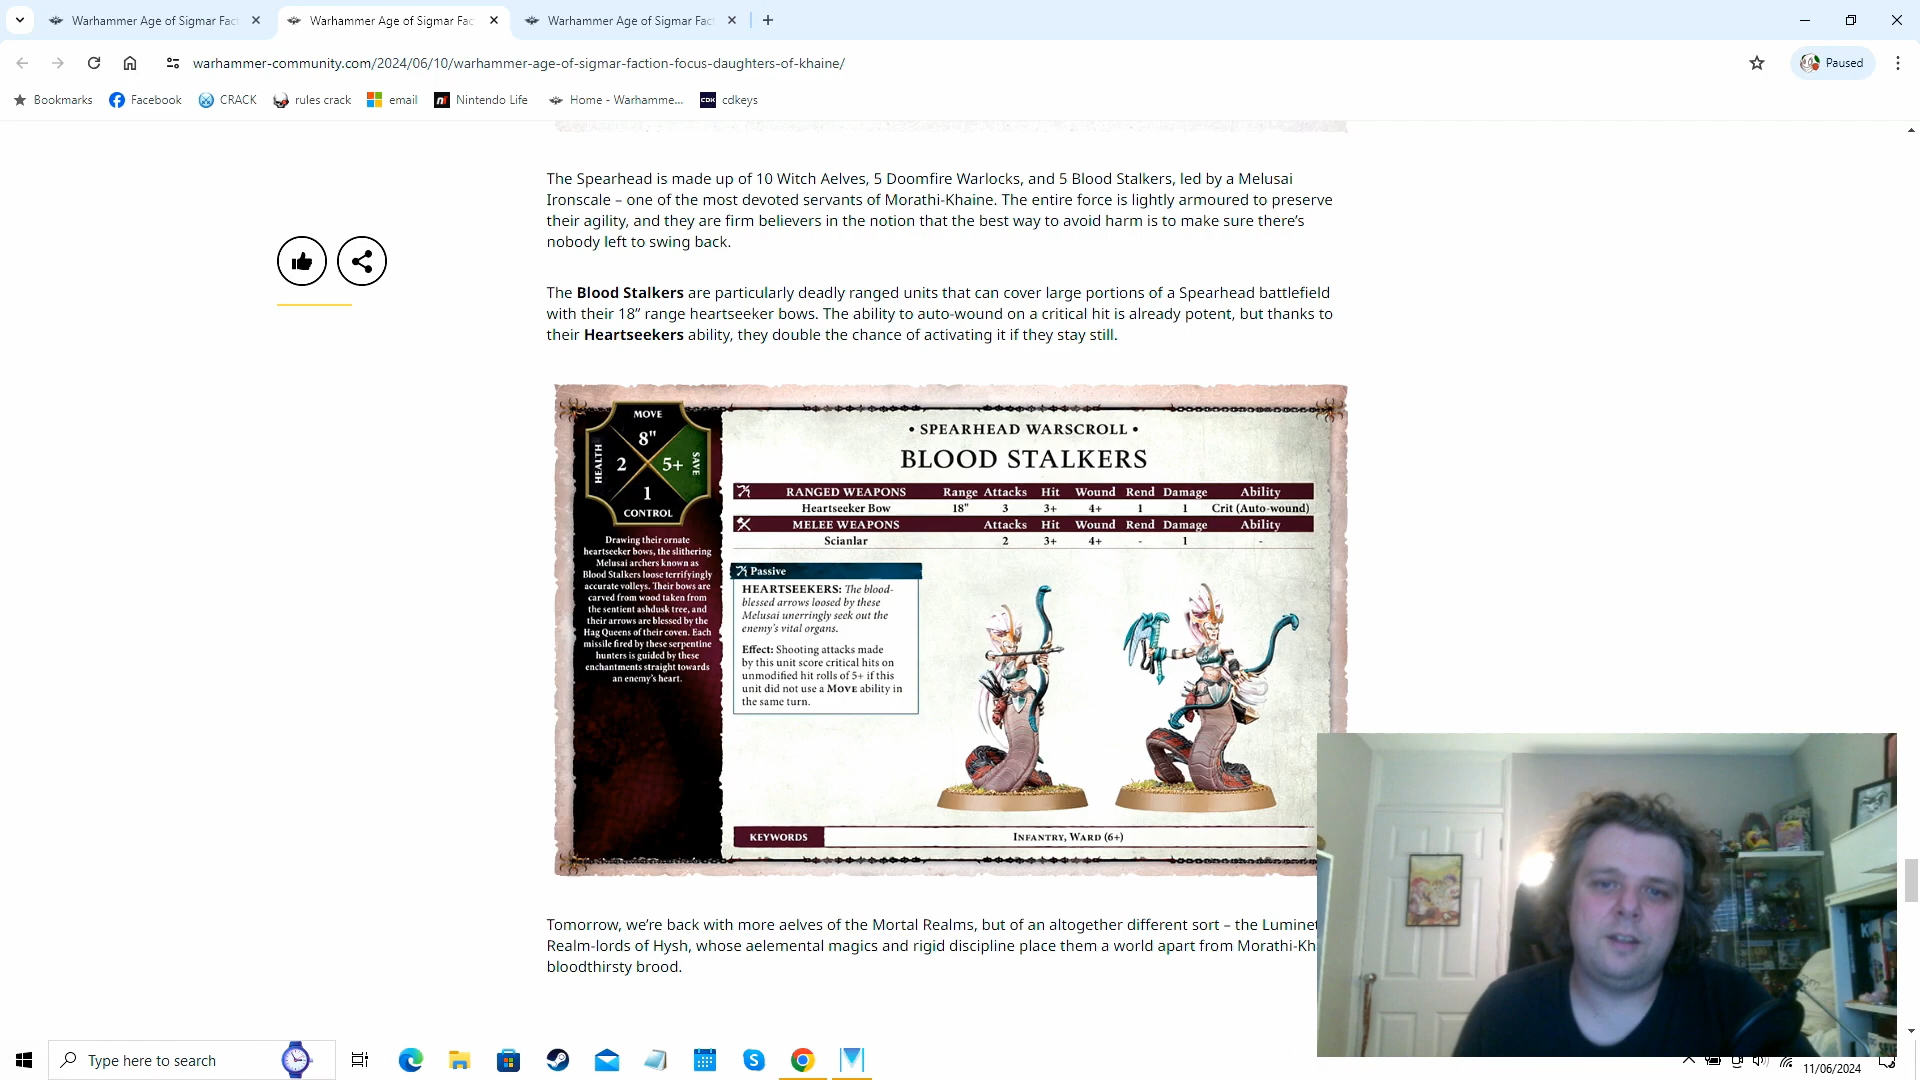 Warhammer Age of Sigmar Fact
Warhammer Age of Sigmar Fac
Warhammer Age of Sigmar Fact
warhammer-community.com/2024/06/10/warhammer-age-of-sigmar-faction-focus-daughters-of-khaine/
Paused
Bookmarks
Facebook
CRACK
rules crack
email
Nintendo Life
Home - Warhamme...
CDK
cdkeys
The Spearhead is made up of 10 Witch Aelves, 5 Doomfire Warlocks, and 5 Blood Stalkers, led by a Melusai
Ironscale – one of the most devoted servants of Morathi-Khaine. The entire force is lightly armoured to preserve
their agility, and they are firm believers in the notion that the best way to avoid harm is to make sure there's
nobody left to swing back.
The Blood Stalkers are particularly deadly ranged units that can cover large portions of a Spearhead battlefield
with their 18” range heartseeker bows. The ability to auto-wound on a critical hit is already potent, but thanks to
their Heartseekers ability, they double the chance of activating it if they stay still.
MOVE
8"
HEALTH
2
5+
SAVE
1
CONTROL
Drawing their ornate
heartseeker bows, the slithering
Melusai archers known as
Blood Stalkers loose terrifyingly
accurate volleys. Their bows are
carved from wood taken from
the sentient ashdusk tree, and
their arrows are blessed by the
Hag Queens of their coven. Each
missile fired by these serpentine
hunters is guided by these
enchantments straight towards
an enemy's heart.
• SPEARHEAD WARSCROLL •
BLOOD STALKERS
RANGED WEAPONS Range Attacks Hit Wound Rend Damage Ability
Heartseeker Bow 18" 3 3+ 4+ 1 1 Crit (Auto-wound)
MELEE WEAPONS Attacks Hit Wound Rend Damage Ability
Scianlar 2 3+ 4+ - 1 -
Passive
HEARTSEEKERS: The blood-
blessed arrows loosed by these
Melusai unerringly seek out the
enemy's vital organs.
Effect: Shooting attacks made
by this unit score critical hits on
unmodified hit rolls of 5+ if this
unit did not use a MOVE ability in
the same turn.
KEYWORDS
INFANTRY, WARD (6+)
Tomorrow, we're back with more aelves of the Mortal Realms, but of an altogether different sort – the Luminet
Realm-lords of Hysh, whose aelemental magics and rigid discipline place them a world apart from Morathi-Kh
bloodthirsty brood.
Type here to search
11/06/2024